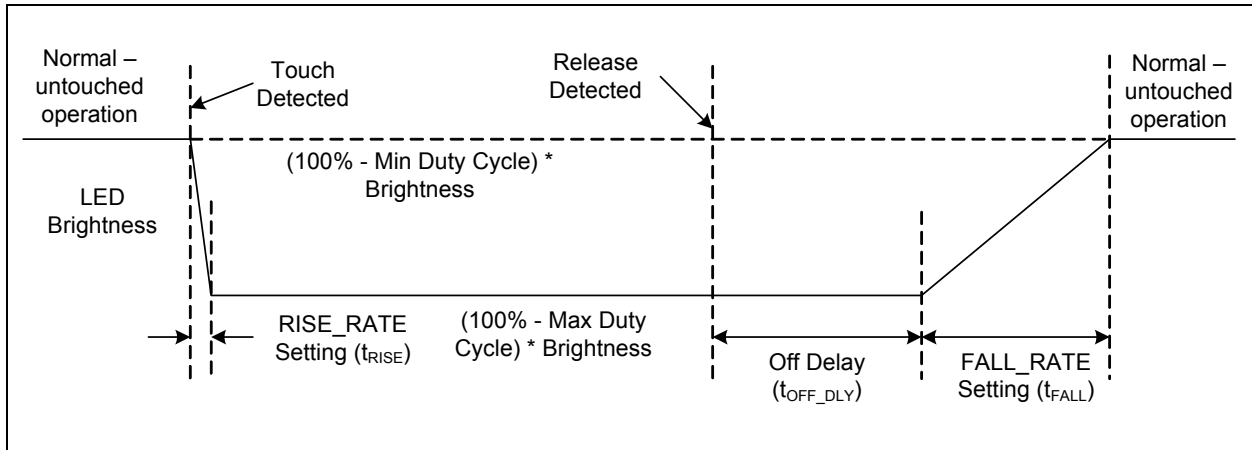 Normal –
untouched
operation
Touch
Detected
Release
Detected
Normal –
untouched
operation
(100% - Min Duty Cycle) *
Brightness
LED
Brightness
RISE_RATE
Setting (tRISE)
(100% - Max Duty
Cycle) * Brightness
Off Delay
(tOFF_DLY)
FALL_RATE
Setting (tFALL)